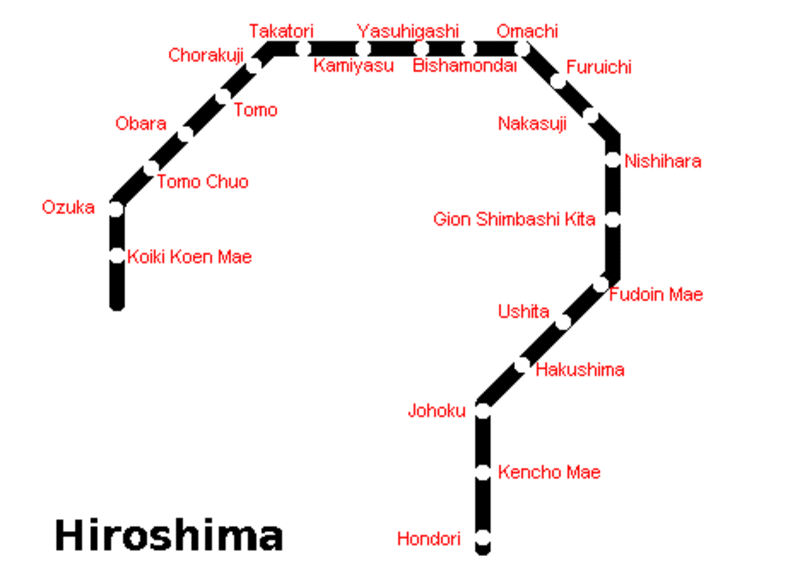 Takatori
Yasuhigashi
Omachi
Chorakuji
Kamiyasu
Bishamondai
Furuichi
Tomo
Obara
Nakasuji
Nishihara
Tomo Chuo
Ozuka
Gion Shimbashi Kita
Koiki Koen Mae
Fudoin Mae
Ushita
Hakushima
Johoku
Kencho Mae
Hondori
Hiroshima